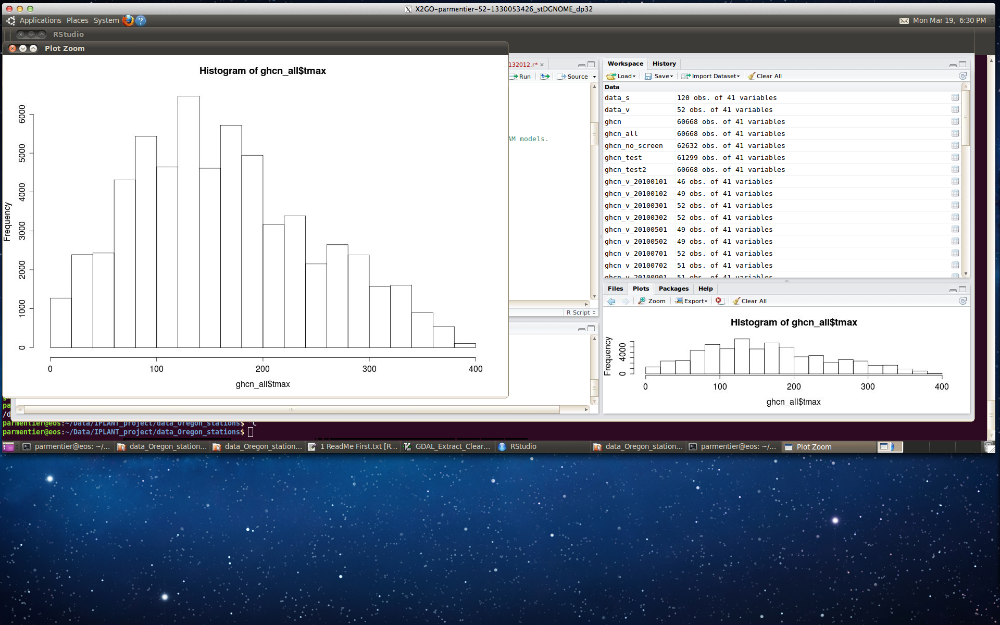 X2GO-parmentier-52-1330053426_stDGNOME_dp32
Applications Places System ? Mon Mar 19, 6:30 PM
RStudio
Plot Zoom
Histogram of ghcn_all$tmax
Frequency
6000
5000
4000
3000
2000
1000
0
0 100 200 300 400
ghcn_all$tmax
132012.r*
Run Source
AM models.
R Script
Workspace History
Load Save Import Dataset Clear All
Data
data_s 120 obs. of 41 variables
data_v 52 obs. of 41 variables
ghcn 60668 obs. of 41 variables
ghcn_all 60668 obs. of 41 variables
ghcn_no_screen 62632 obs. of 41 variables
ghcn_test 61299 obs. of 41 variables
ghcn_test2 60668 obs. of 41 variables
ghcn_v_20100101 46 obs. of 41 variables
ghcn_v_20100102 49 obs. of 41 variables
ghcn_v_20100301 52 obs. of 41 variables
ghcn_v_20100302 52 obs. of 41 variables
ghcn_v_20100501 49 obs. of 41 variables
ghcn_v_20100502 49 obs. of 41 variables
ghcn_v_20100701 52 obs. of 41 variables
ghcn_v_20100702 51 obs. of 41 variables
ghcn_v_20100901 51 obs. of 41 variables
Files Plots Packages Help
Zoom Export Clear All
Histogram of ghcn_all$tmax
Frequency
4000
0
0 100 200 300 400
ghcn_all$tmax
pa
/d
parmentier@eos:~/Data/IPLANT_project/data_Oregon_stations$ ^C
parmentier@eos:~/Data/IPLANT_project/data_Oregon_stations$
parmentier@eos: ~/... data_Oregon_station... data_Oregon_station... 1 ReadMe First.txt [R... GDAL_Extract_Clear... RStudio data_Oregon_station... parmentier@eos: ~/... Plot Zoom